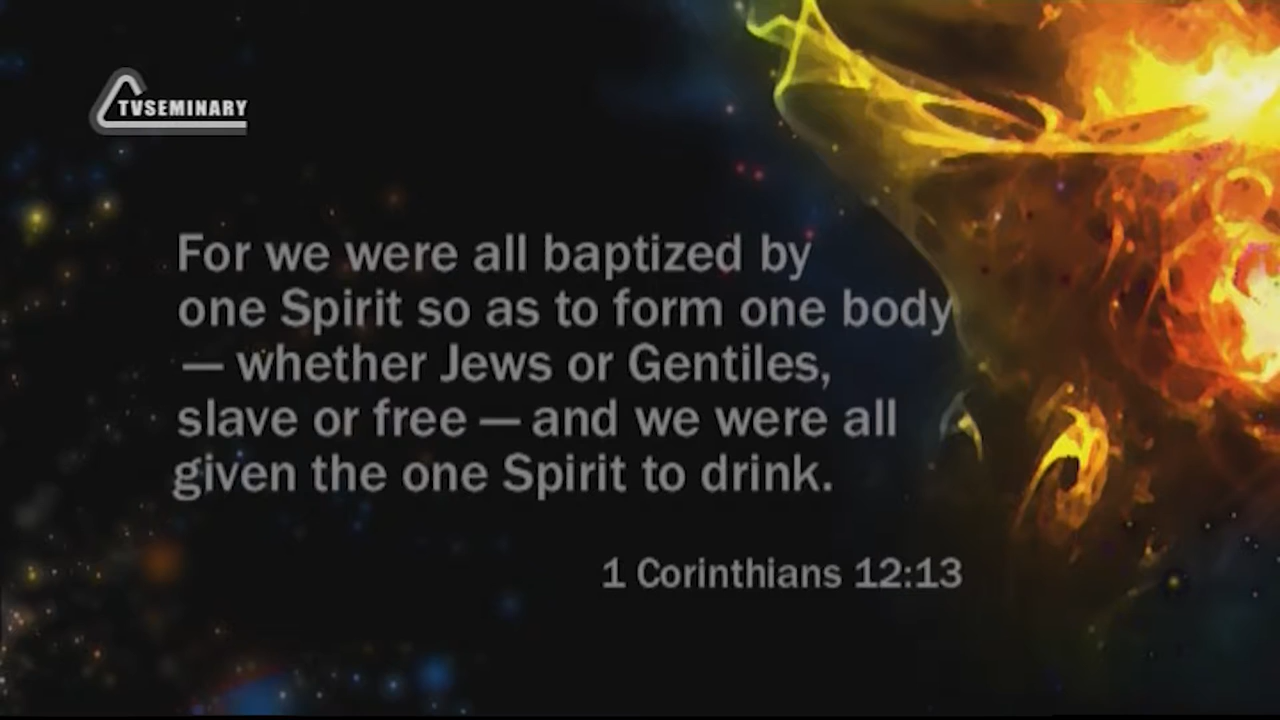 TVSEMINARY
For we were all baptized by
one Spirit so as to form one body
— whether Jews or Gentiles,
slave or free — and we were all
given the one Spirit to drink.
1 Corinthians 12:13